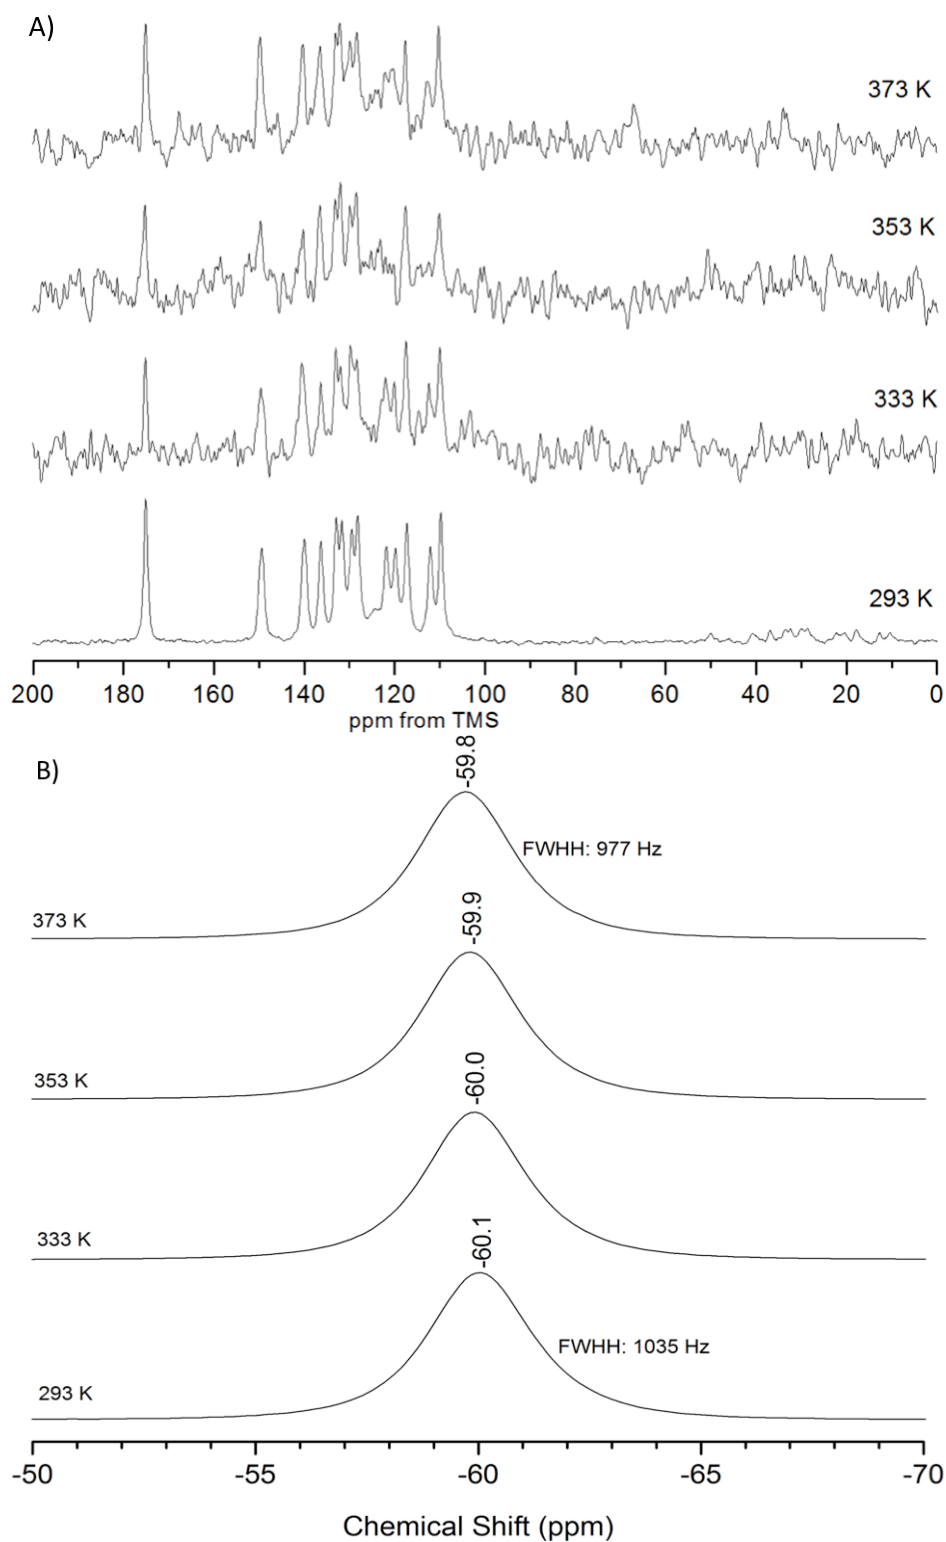 A)
373 K
353 K
333 K
293 K
200 180 160 140 120 100 80 60 40 20 0
ppm from TMS
B)
-59.8
FWHH: 977 Hz
373 K
-59.9
353 K
-60.0
333 K
-60.1
FWHH: 1035 Hz
293 K
-50 -55 -60 -65 -70
Chemical Shift (ppm)